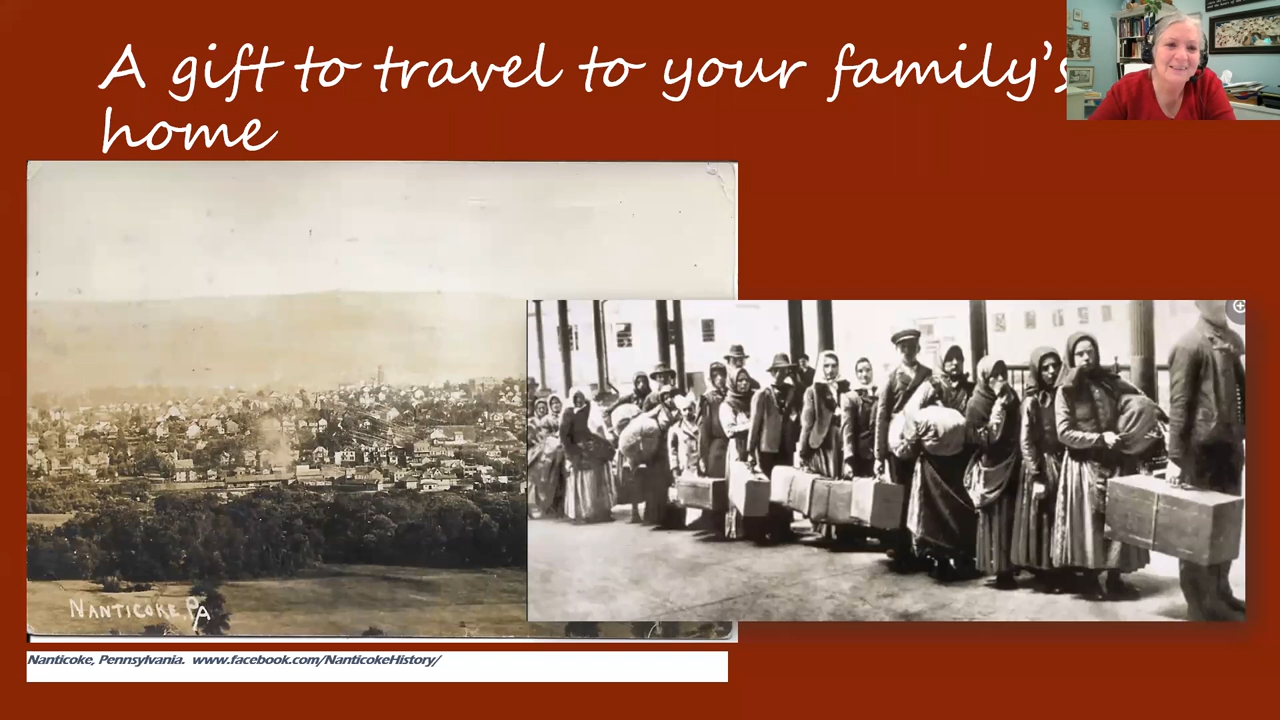 A gift to travel to your family's
home
NANTICOKE PA
Nanticoke, Pennsylvania. www.facebook.com/NanticokeHistory/